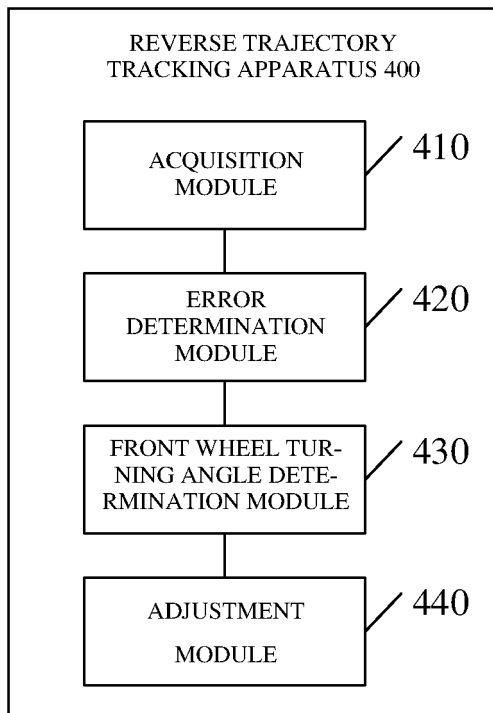 REVERSE TRAJECTORY
TRACKING APPARATUS 400
ACQUISITION
MODULE
410
ERROR
DETERMINATION
MODULE
420
FRONT WHEEL TUR-
NING ANGLE DETE-
RMINATION MODULE
430
ADJUSTMENT
MODULE
440